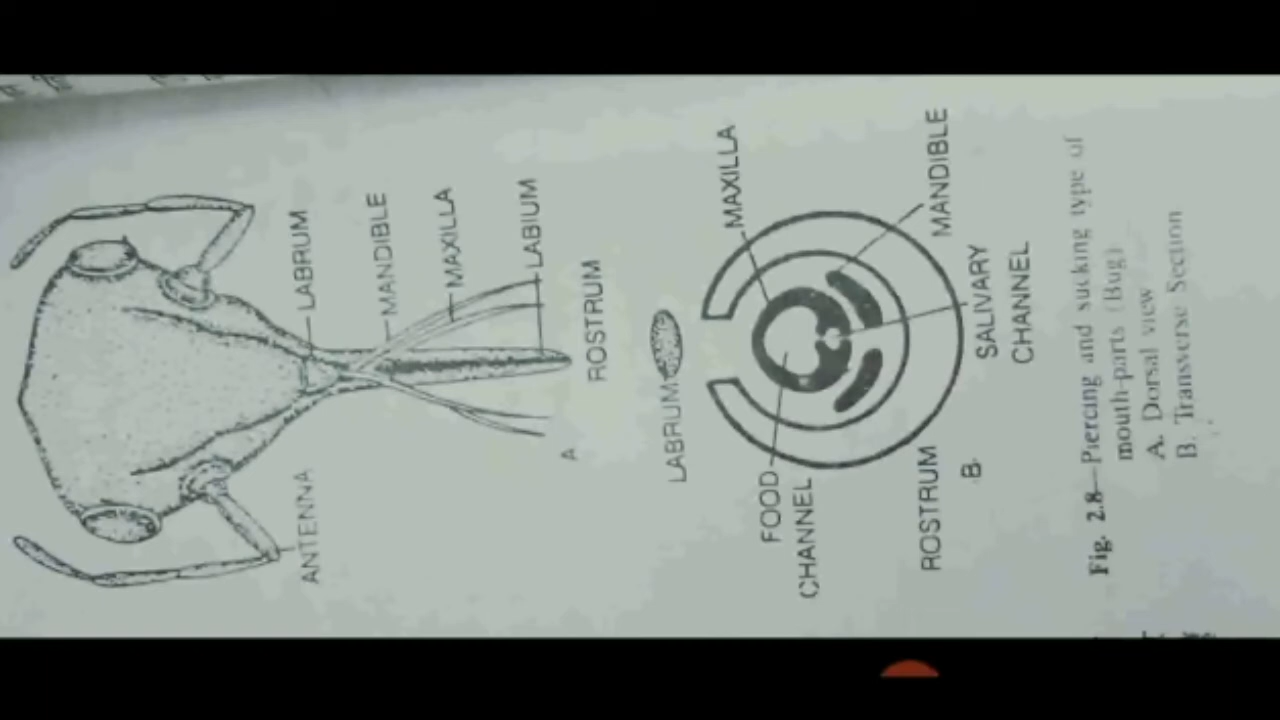 ANTENNA
LABRUM
MANDIBLE
MAXILLA
LABIUM
ROSTRUM
A
LABRUM
MAXILLA
FOOD
CHANNEL
MANDIBLE
SALIVARY
CHANNEL
ROSTRUM
B
Fig. 2.8—Piercing and sucking type of
mouth-parts (Bug)
A. Dorsal view
B. Transverse Section